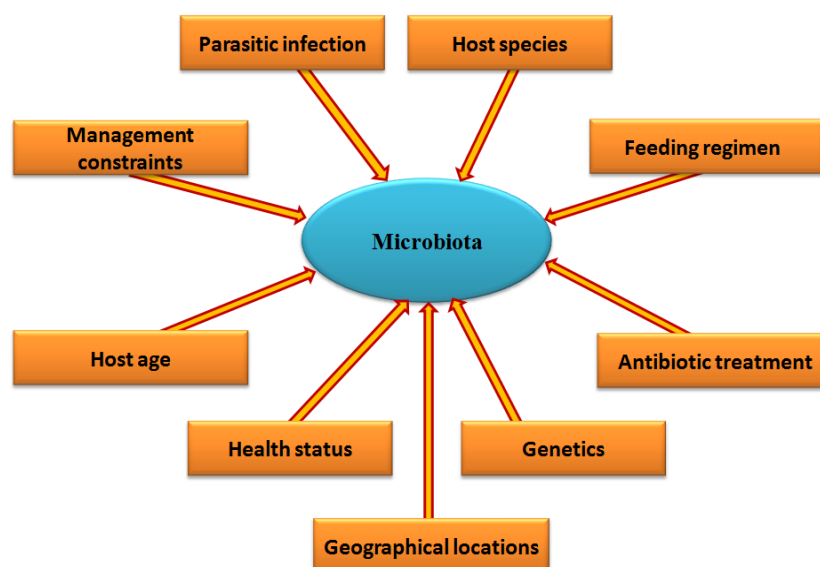 Parasitic infection
Host species
Management
constraints
Feeding regimen
Microbiota
Host age
Antibiotic treatment
Health status
Genetics
Geographical locations